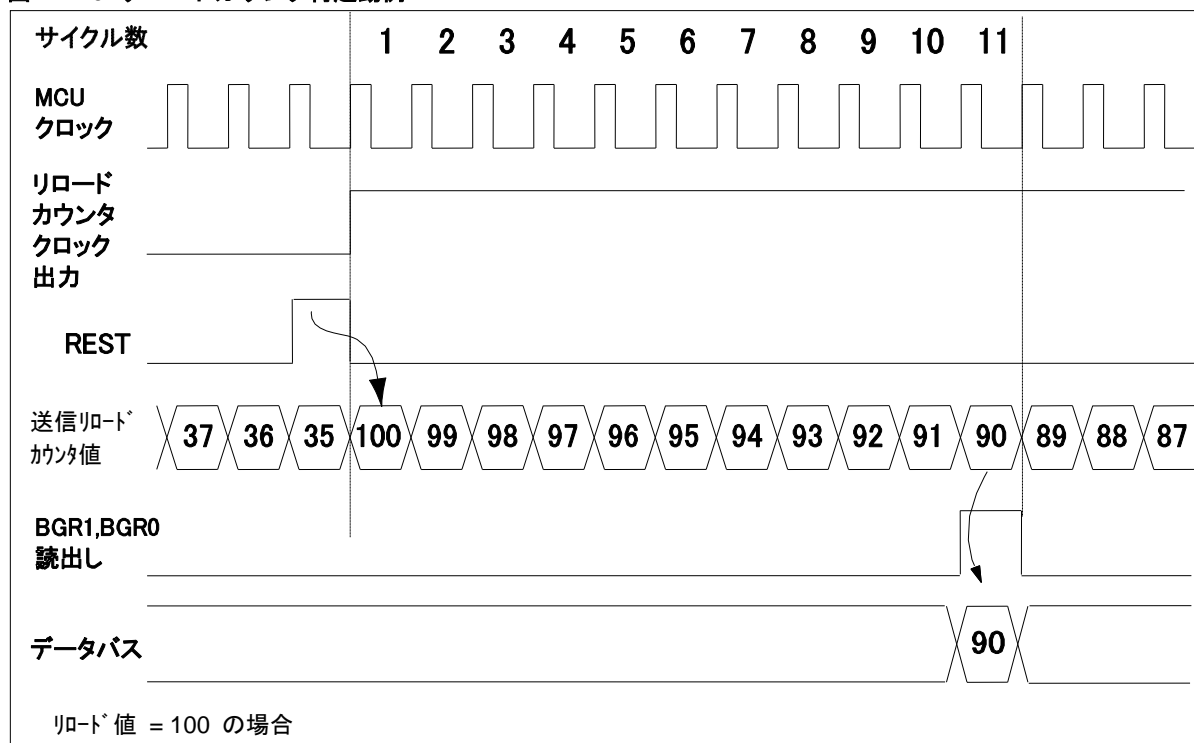 サイクル数 1 2 3 4 5 6 7 8 9 10 11
MCU
クロック
リロード
カウンタ
クロック
出力
REST
送信ﾘﾛｰﾄﾞ
ｶｳﾝﾀ値
37 36 35 100 99 98 97 96 95 94 93 92 91 90 89 88 87
BGR1,BGR0
読出し
データバス
90
ﾘﾛｰﾄﾞ値 = 100 の場合